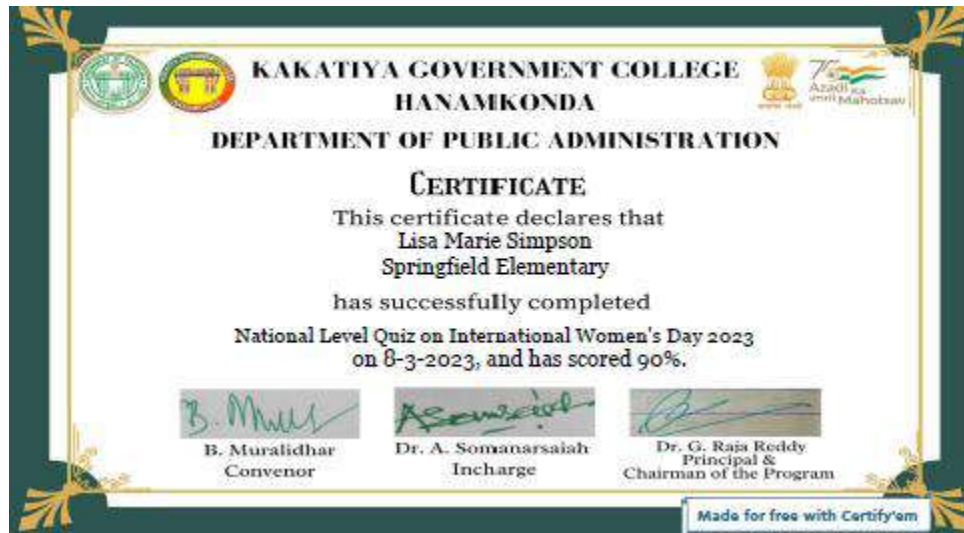 KAKATIYA GOVERNMENT COLLEGE
HANAMKONDA
Azadi Ka
Mahotsav
DEPARTMENT OF PUBLIC ADMINISTRATION
CERTIFICATE
This certificate declares that
Lisa Marie Simpson
Springfield Elementary
has successfully completed
National Level Quiz on International Women's Day 2023
on 8-3-2023, and has scored 90%.
B. Muralidhar
Convenor
Dr. A. Somanarsaiah
Incharge
Dr. G. Raja Reddy
Principal &
Chairman of the Program
Made for free with Certify'em